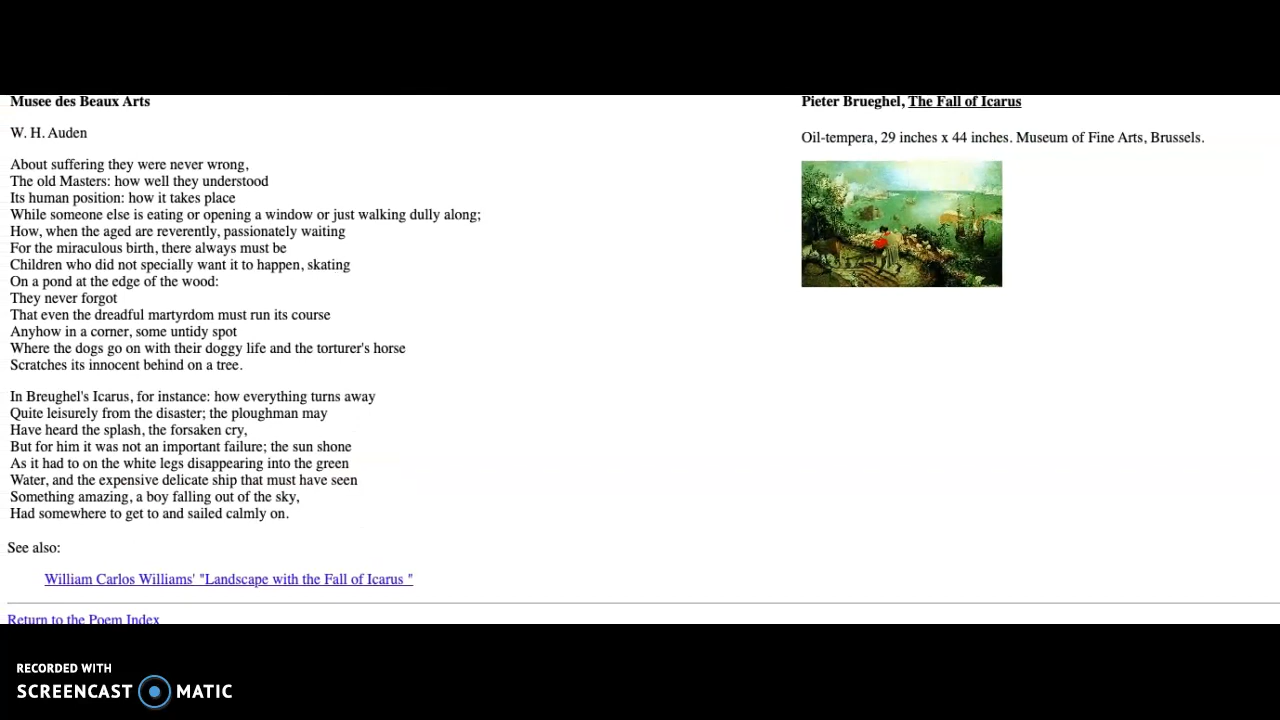 Musee des Beaux Arts
W. H. Auden
About suffering they were never wrong,
The old Masters: how well they understood
Its human position: how it takes place
While someone else is eating or opening a window or just walking dully along;
How, when the aged are reverently, passionately waiting
For the miraculous birth, there always must be
Children who did not specially want it to happen, skating
On a pond at the edge of the wood:
They never forgot
That even the dreadful martyrdom must run its course
Anyhow in a corner, some untidy spot
Where the dogs go on with their doggy life and the torturer's horse
Scratches its innocent behind on a tree.
In Breughel's Icarus, for instance: how everything turns away
Quite leisurely from the disaster; the ploughman may
Have heard the splash, the forsaken cry,
But for him it was not an important failure; the sun shone
As it had to on the white legs disappearing into the green
Water, and the expensive delicate ship that must have seen
Something amazing, a boy falling out of the sky,
Had somewhere to get to and sailed calmly on.
See also:
William Carlos Williams' "Landscape with the Fall of Icarus "
Return to the Poem Index
Pieter Brueghel, The Fall of Icarus
Oil-tempera, 29 inches x 44 inches. Museum of Fine Arts, Brussels.
RECORDED WITH
SCREENCAST MATIC